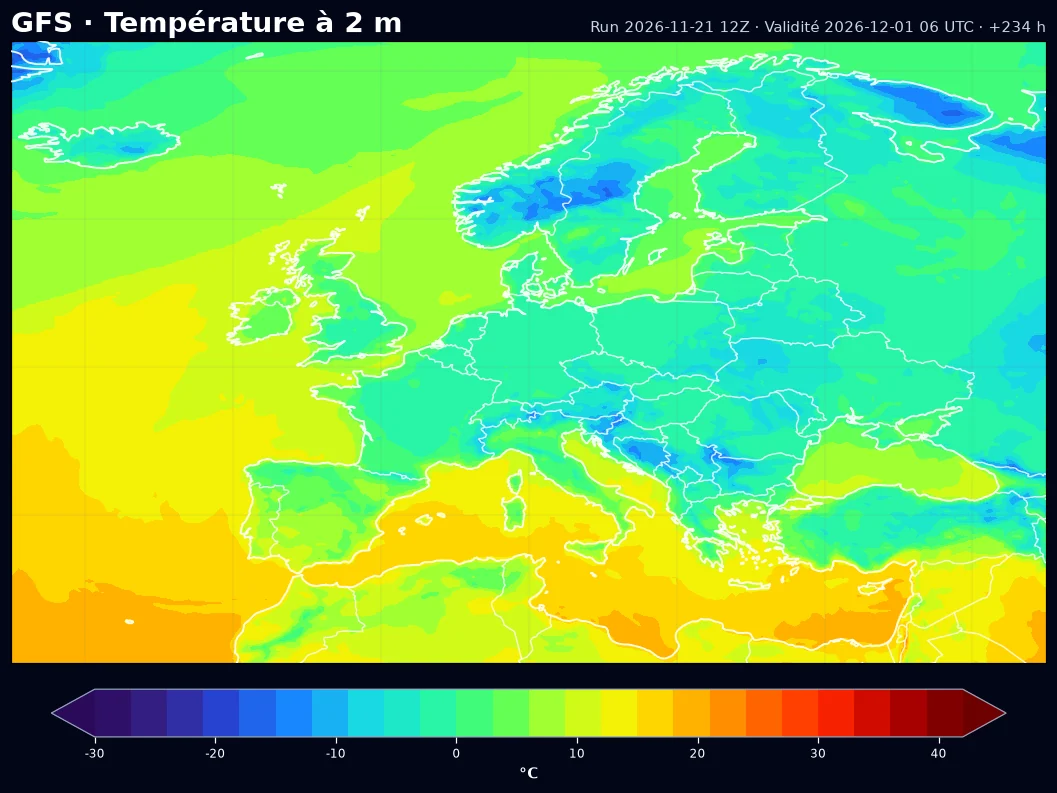 GFS · Température à 2 m
Run 2026-11-21 12Z · Validité 2026-12-01 06 UTC · +234 h
-30 -20 -10 0 10 20 30 40
°C